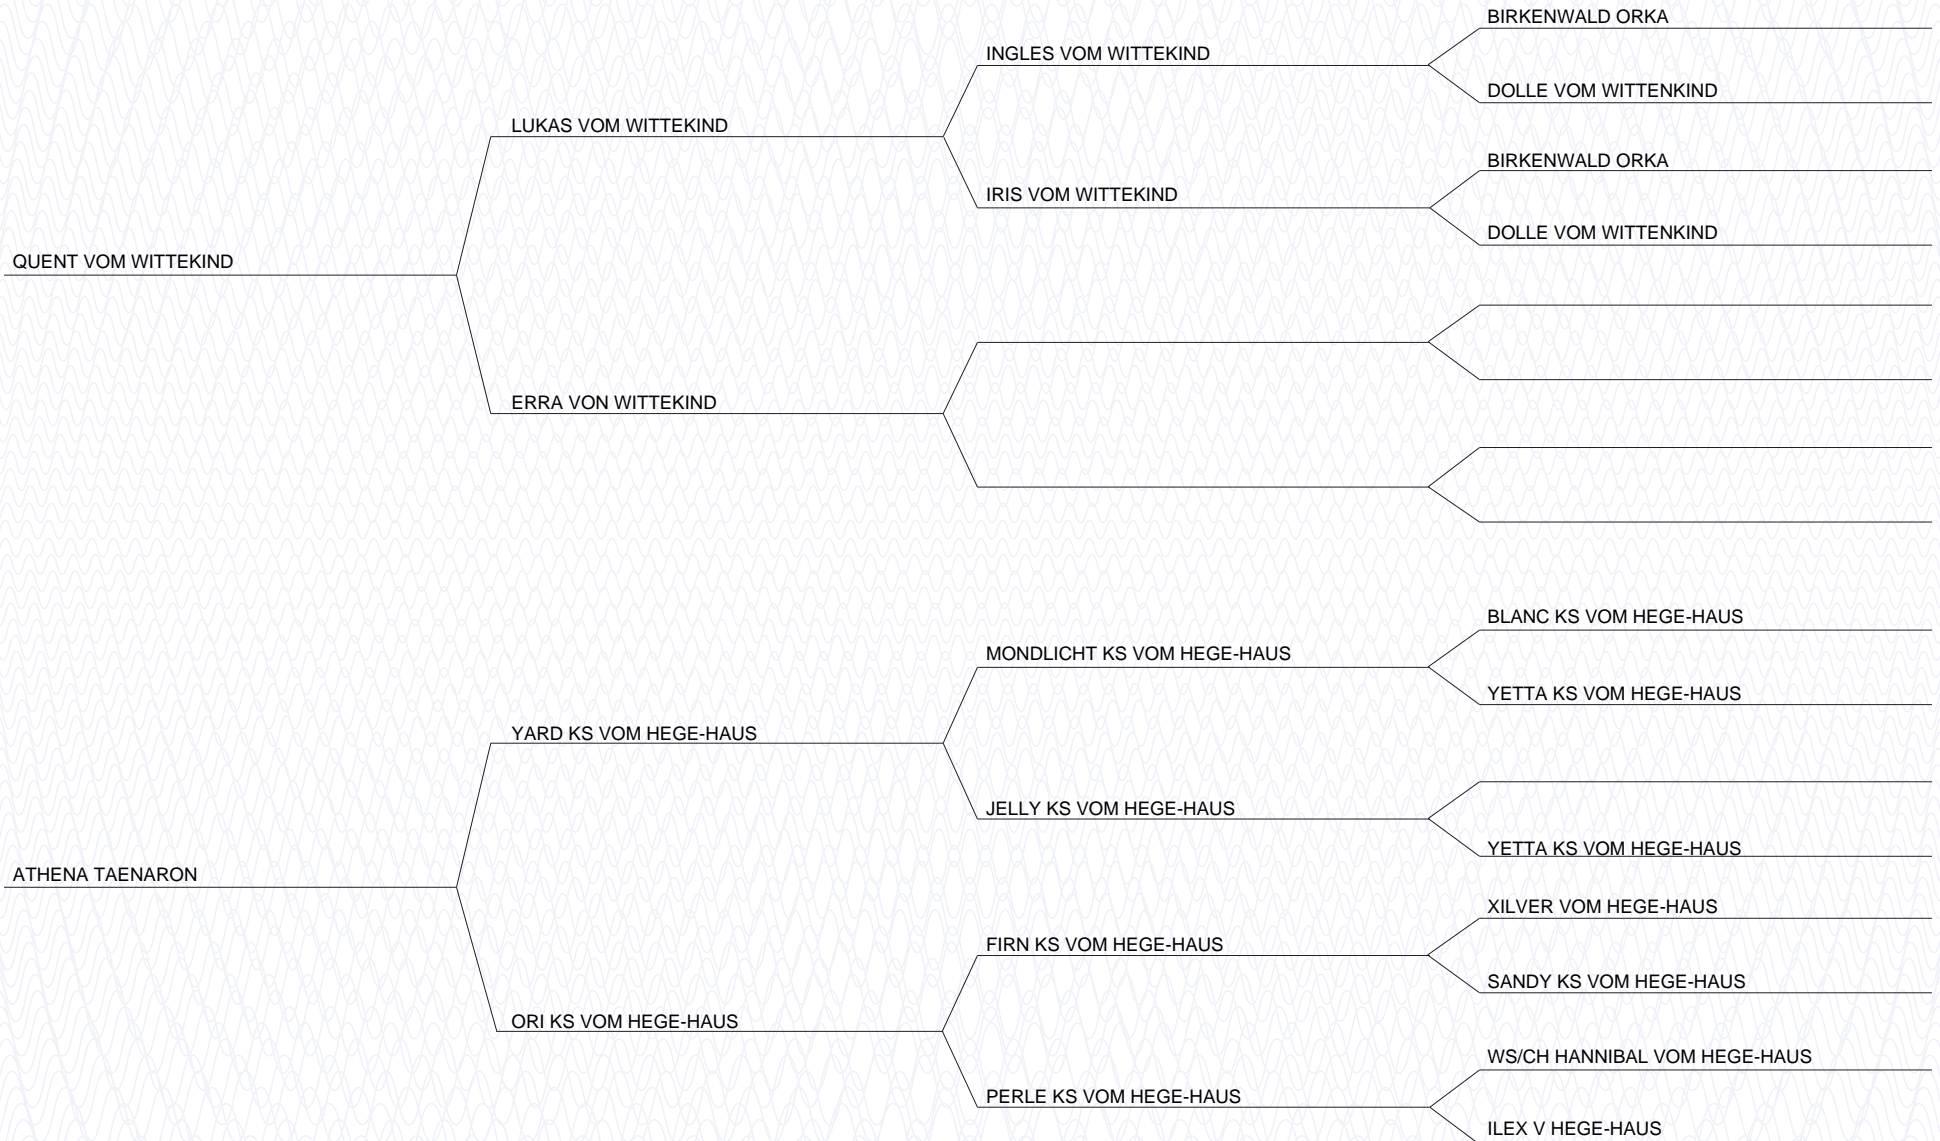 BIRKENWALD ORKA
INGLES VOM WITTEKIND
DOLLE VOM WITTENKIND
LUKAS VOM WITTEKIND
BIRKENWALD ORKA
IRIS VOM WITTEKIND
DOLLE VOM WITTENKIND
QUENT VOM WITTEKIND
ERRA VON WITTEKIND
BLANC KS VOM HEGE-HAUS
MONDLICHT KS VOM HEGE-HAUS
YETTA KS VOM HEGE-HAUS
YARD KS VOM HEGE-HAUS
JELLY KS VOM HEGE-HAUS
YETTA KS VOM HEGE-HAUS
ATHENA TAENARON
XILVER VOM HEGE-HAUS
FIRN KS VOM HEGE-HAUS
SANDY KS VOM HEGE-HAUS
ORI KS VOM HEGE-HAUS
WS/CH HANNIBAL VOM HEGE-HAUS
PERLE KS VOM HEGE-HAUS
ILEX V HEGE-HAUS